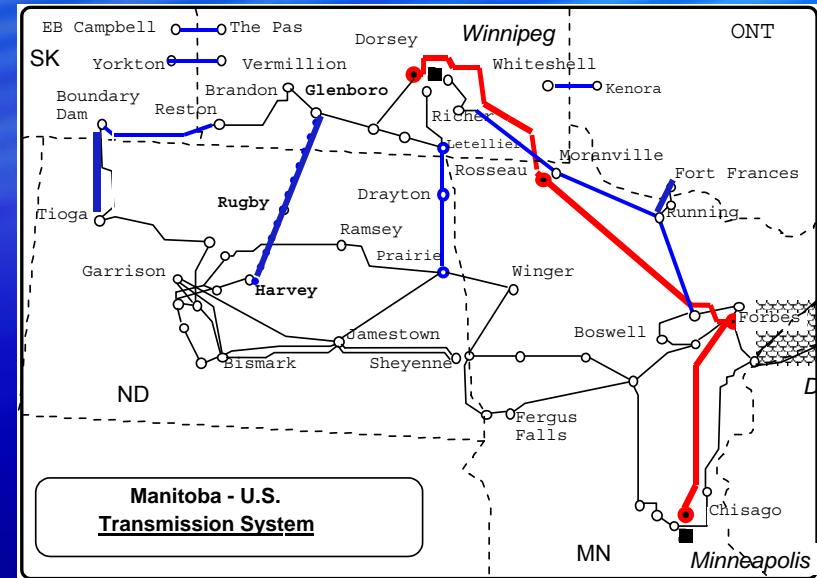 EB Campbell
The Pas
Winnipeg
ONT
SK
Dorsey
Yorkton
Vermillion
Whiteshell
Kenora
Boundary
Dam
Brandon
Glenboro
Reston
Richer
Letellier
Moranville
Rosseau
Fort Frances
Drayton
Rugby
Running
Tioga
Ramsey
Prairie
Garrison
Winger
Harvey
Forbes
Jamestown
Boswell
Bismark
Sheyenne
D
ND
Fergus
Falls
Manitoba - U.S.
Transmission System
Chisago
MN
Minneapolis